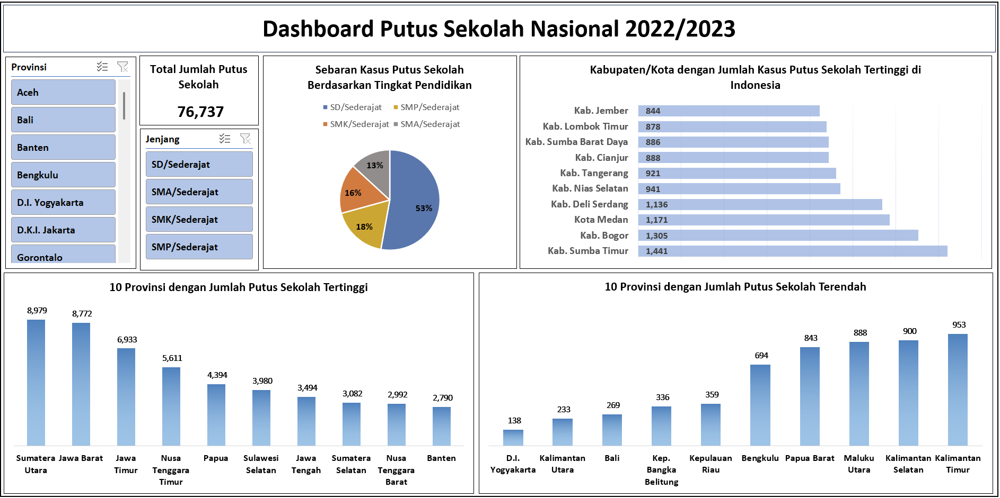 Dashboard Putus Sekolah Nasional 2022/2023
Provinsi
Aceh
Bali
Banten
Bengkulu
D.I. Yogyakarta
D.K.I. Jakarta
Gorontalo
Total Jumlah Putus
Sekolah
76,737
Jenjang
SD/Sederajat
SMA/Sederajat
SMK/Sederajat
SMP/Sederajat
Sebaran Kasus Putus Sekolah
Berdasarkan Tingkat Pendidikan
SD/Sederajat SMP/Sederajat
SMK/Sederajat SMA/Sederajat
13%
16%
53%
18%
Kabupaten/Kota dengan Jumlah Kasus Putus Sekolah Tertinggi di
Indonesia
Kab. Jember 844
Kab. Lombok Timur 878
Kab. Sumba Barat Daya 886
Kab. Cianjur 888
Kab. Tangerang 921
Kab. Nias Selatan 941
Kab. Deli Serdang 1,136
Kota Medan 1,171
Kab. Bogor 1,305
Kab. Sumba Timur 1,441
10 Provinsi dengan Jumlah Putus Sekolah Tertinggi
8,979
8,772
6,933
5,611
4,394
3,980
3,494
3,082
2,992
2,790
Sumatera
Utara
Jawa Barat
Jawa
Timur
Nusa
Tenggara
Timur
Papua
Sulawesi
Selatan
Jawa
Tengah
Sumatera
Selatan
Nusa
Tenggara
Barat
Banten
10 Provinsi dengan Jumlah Putus Sekolah Terendah
138
233
269
336
359
694
843
888
900
953
D.I.
Yogyakarta
Kalimantan
Utara
Bali
Kep.
Bangka
Belitung
Kepulauan
Riau
Bengkulu
Papua Barat
Maluku
Utara
Kalimantan
Selatan
Kalimantan
Timur